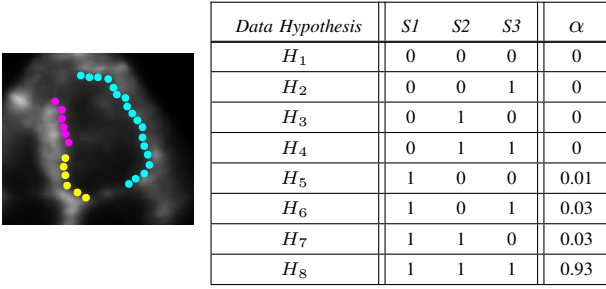 Data Hypothesis S1 S2 S3 α
H₁ 0 0 0 0
H₂ 0 0 1 0
H₃ 0 1 0 0
H₄ 0 1 1 0
H₅ 1 0 0 0.01
H₆ 1 0 1 0.03
H₇ 1 1 0 0.03
H₈ 1 1 1 0.93